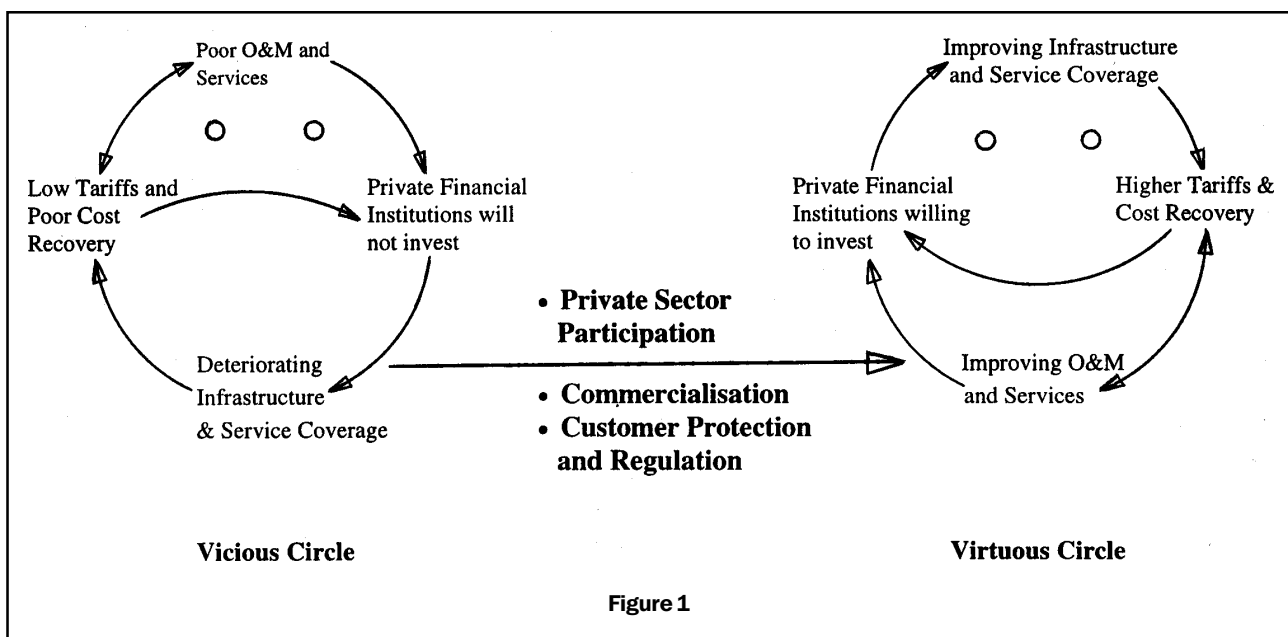 Poor O&M and
Services
Low Tariffs and
Poor Cost
Recovery
Private Financial
Institutions will
not invest
Deteriorating
Infrastructure
& Service Coverage
Vicious Circle
• Private Sector
Participation
• Commercialisation
• Customer Protection
and Regulation
Improving Infrastructure
and Service Coverage
Private Financial
Institutions willing
to invest
Higher Tariffs &
Cost Recovery
Improving O&M
and Services
Virtuous Circle
Figure 1